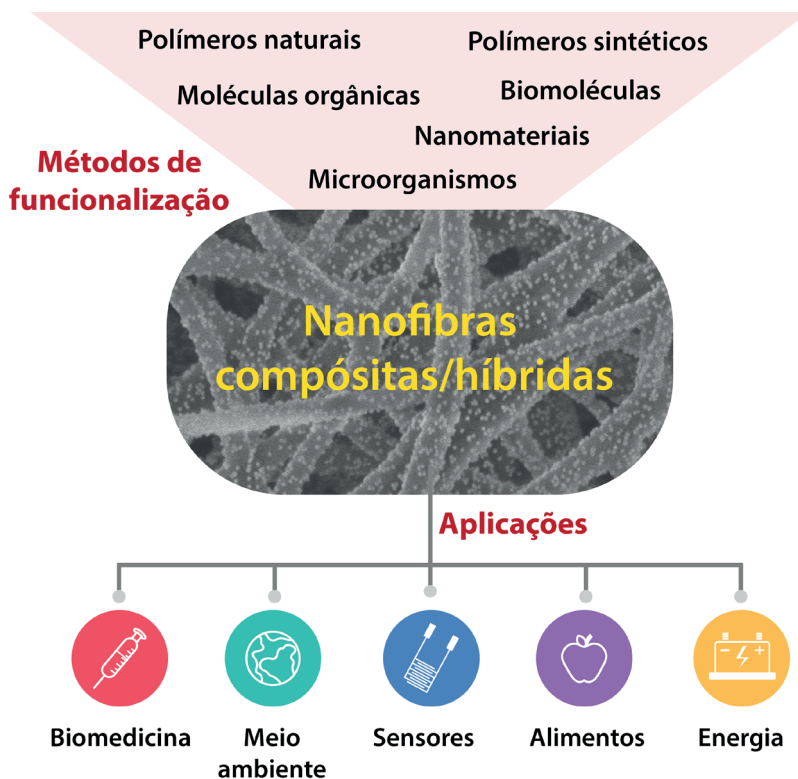 Polímeros naturais
Polímeros sintéticos
Moléculas orgânicas
Biomoléculas
Nanomateriais
Microorganismos
Métodos de
funcionalização
Nanofibras
compósitas/híbridas
Aplicações
Biomedicina
Meio
ambiente
Sensores
Alimentos
Energia